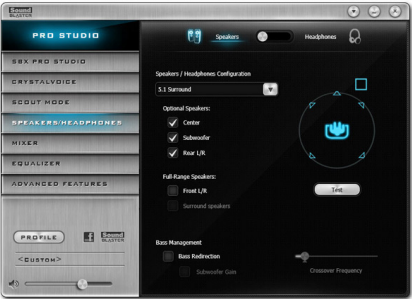 Sound
BLASTER
PRO STUDIO
Speakers
Headphones
SBX PRO STUDIO
CRYSTALVOICE
SCOUT MODE
SPEAKERS/HEADPHONES
MIXER
EQUALIZER
ADVANCED FEATURES
Speakers / Headphones Configuration
5.1 Surround
Optional Speakers:
Center
Subwoofer
Rear L/R
Full-Range Speakers:
Front L/R
Surround speakers
Test
Bass Management
Bass Redirection
Subwoofer Gain
Crossover Frequency
PROFILE
f
Sound
BLASTER
<CUSTOM>